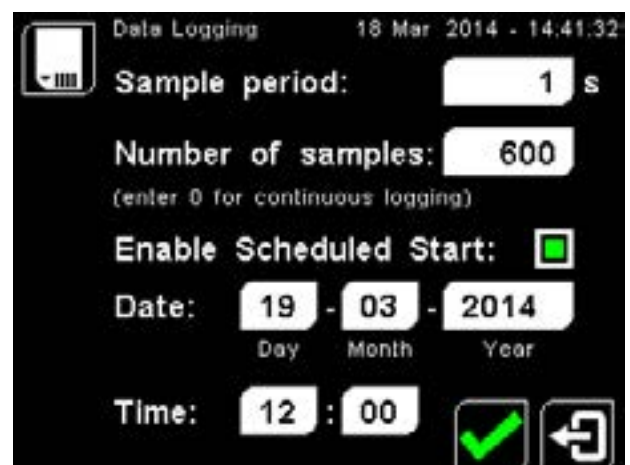 Data Logging 18 Mar 2014 - 14:41:32
Sample period: 1 s
Number of samples: 600
(enter 0 for continuous logging)
Enable Scheduled Start:
Date: 19 - 03 - 2014
Day Month Year
Time: 12 : 00